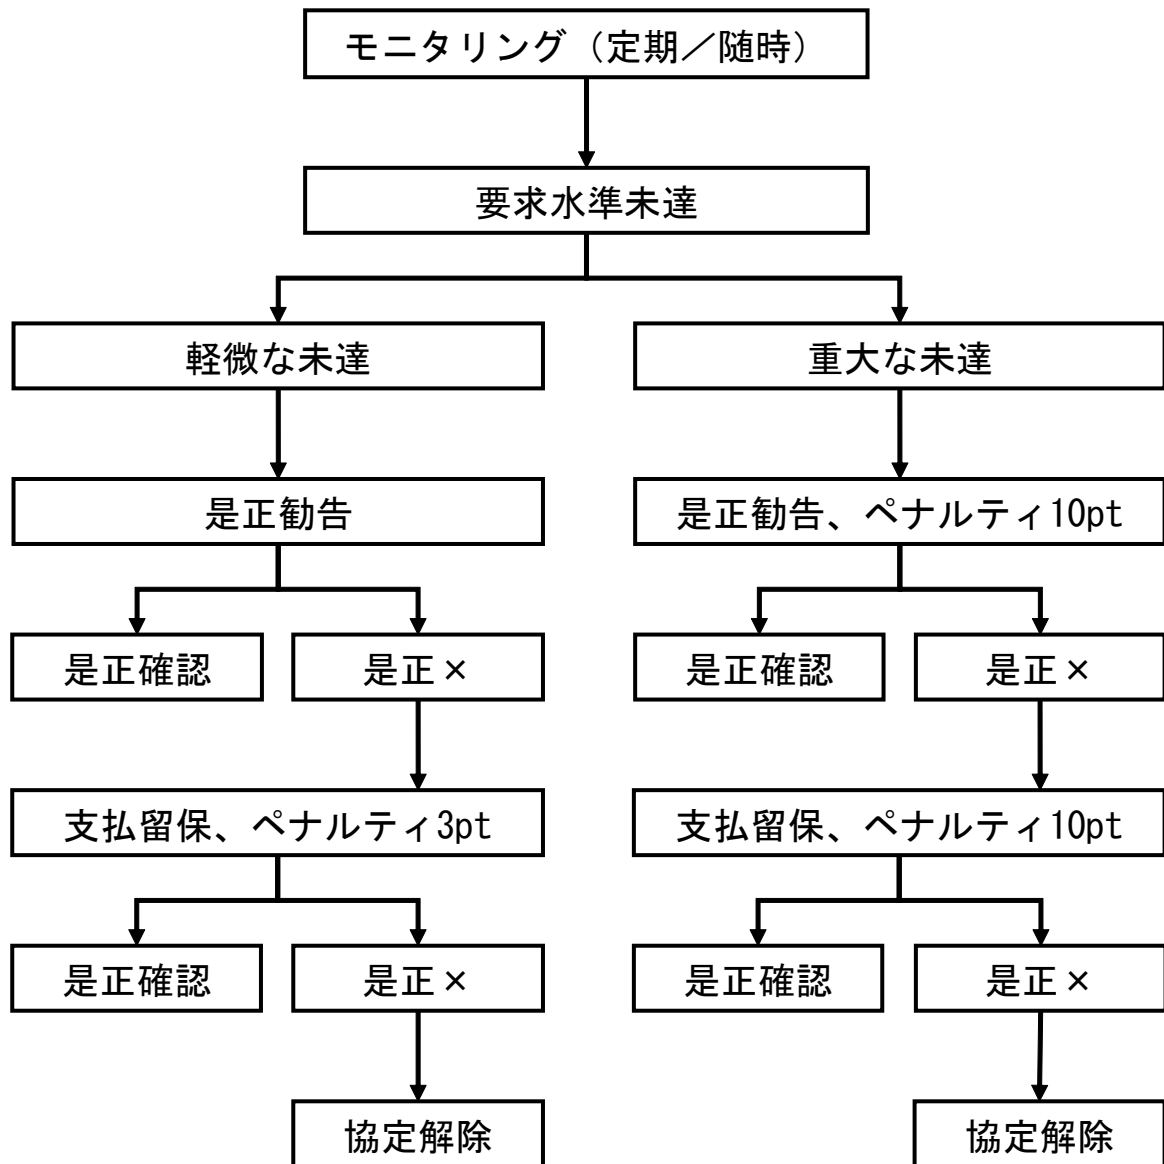 モニタリング（定期／随時）
要求水準未達
軽微な未達
重大な未達
是正勧告
是正勧告、ペナルティ10pt
是正確認
是正×
是正確認
是正×
支払留保、ペナルティ3pt
支払留保、ペナルティ10pt
是正確認
是正×
是正確認
是正×
協定解除
協定解除